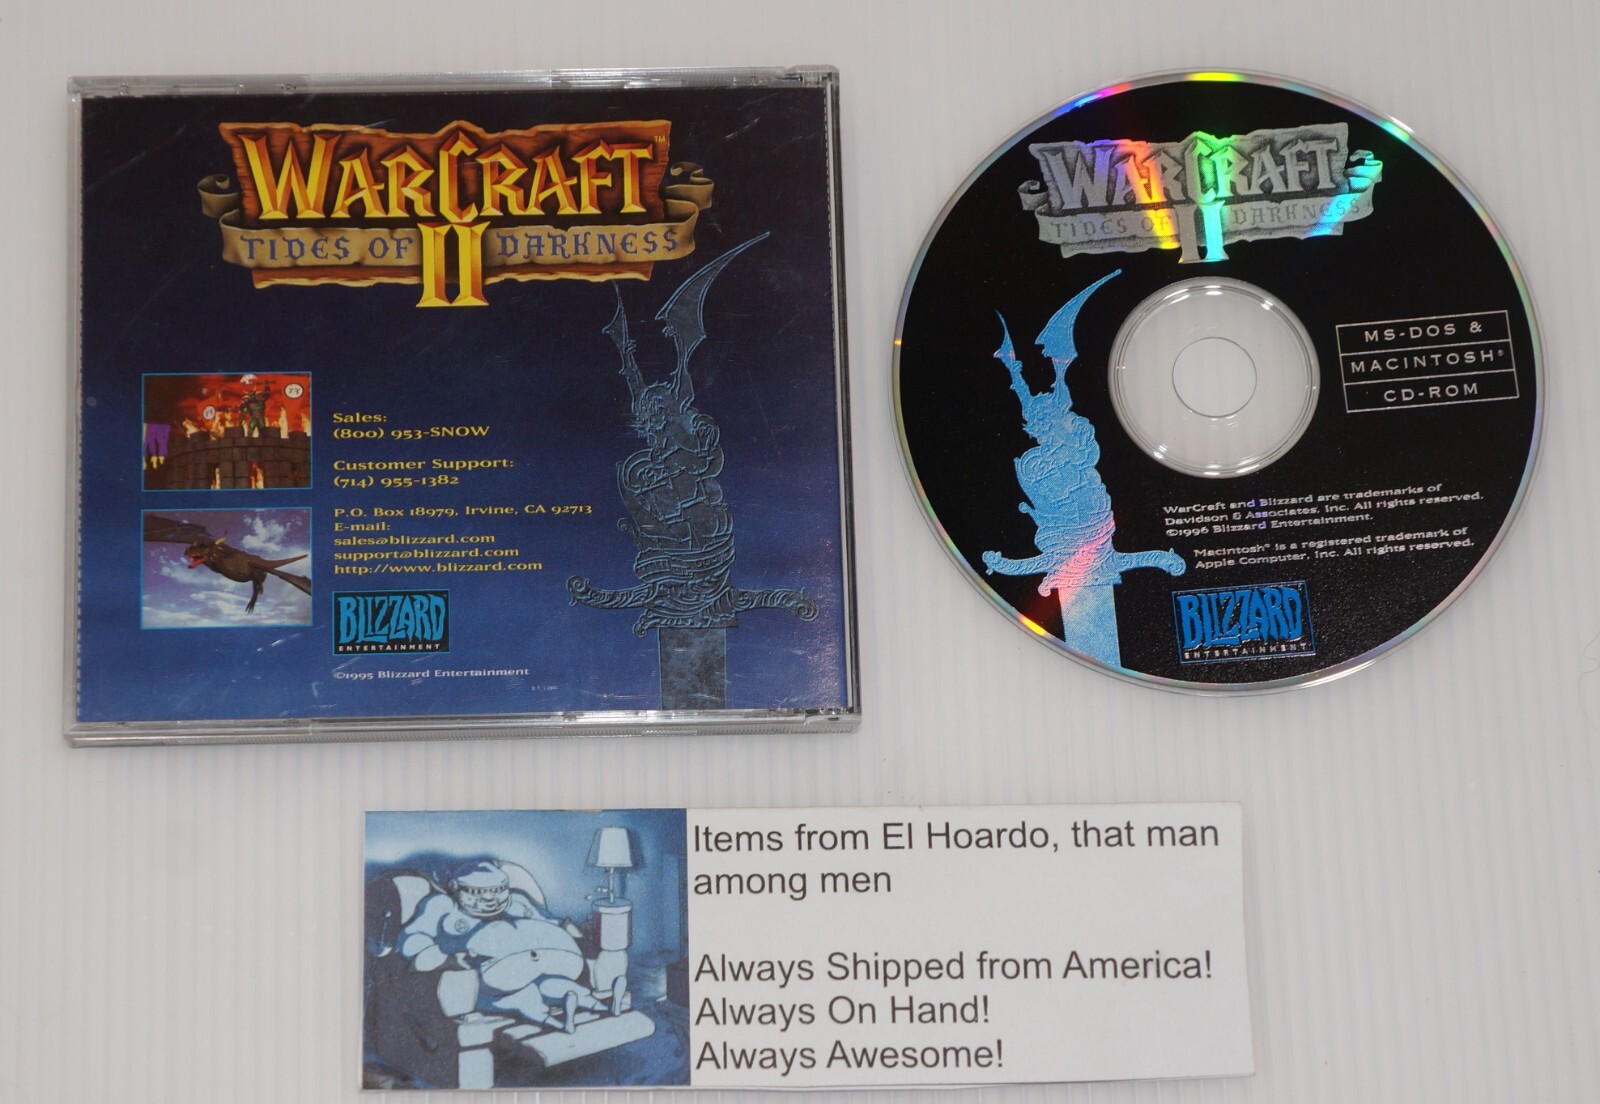 WARCRAFT™
TIDES OF II DARKNESS
Sales:
(800) 953-SNOW
Customer Support:
(714) 955-1382
P.O. Box 18979, Irvine, CA 92713
E-mail:
sales@blizzard.com
support@blizzard.com
http://www.blizzard.com
BLIZZARD
ENTERTAINMENT
©1995 Blizzard Entertainment
WARCRAFT
TIDES OF II DARKNESS
MS-DOS &
MACINTOSH®
CD-ROM
WarCraft and Blizzard are trademarks of
Davidson & Associates, Inc. All rights reserved.
©1996 Blizzard Entertainment.
Macintosh® is a registered trademark of
Apple Computer, Inc. All rights reserved.
BLIZZARD
ENTERTAINMENT
Items from El Hoardo, that man
among men
Always Shipped from America!
Always On Hand!
Always Awesome!